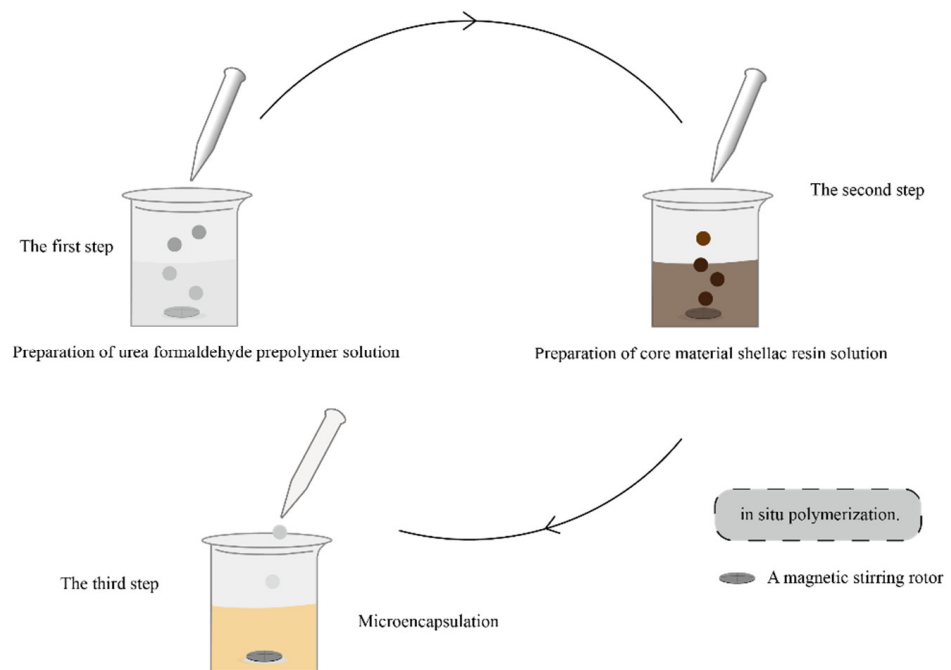 The first step
Preparation of urea formaldehyde prepolymer solution
The second step
Preparation of core material shellac resin solution
The third step
Microencapsulation
in situ polymerization.
A magnetic stirring rotor